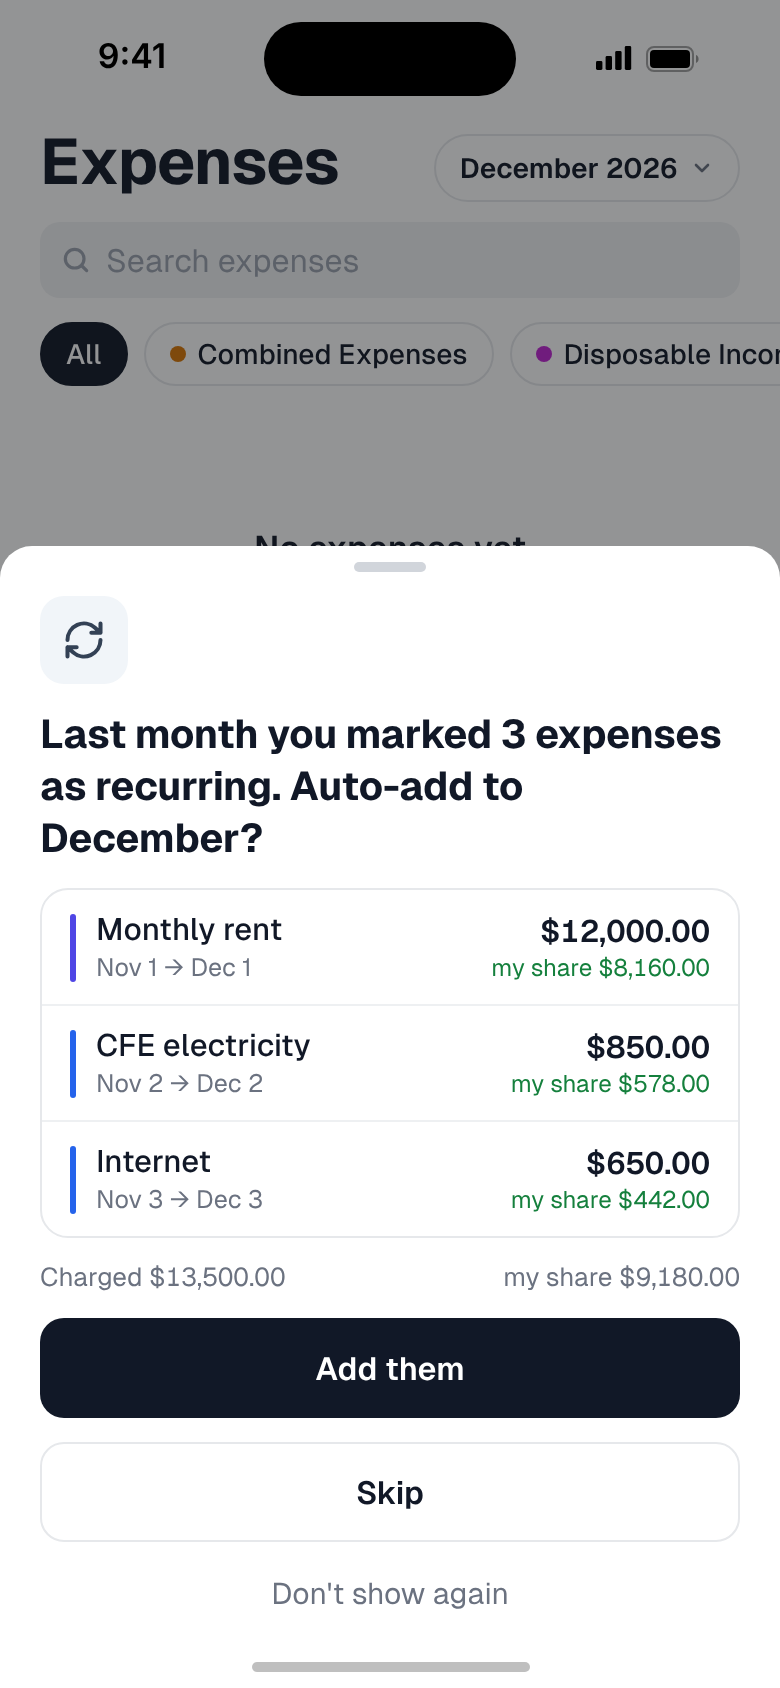 9:41
Expenses
December 2026
Search expenses
All
Combined Expenses
Disposable Incor
No expenses yet
Last month you marked 3 expenses
as recurring. Auto-add to
December?
Monthly rent
$12,000.00
Nov 1 → Dec 1
my share $8,160.00
CFE electricity
$850.00
Nov 2 → Dec 2
my share $578.00
Internet
$650.00
Nov 3 → Dec 3
my share $442.00
Charged $13,500.00
my share $9,180.00
Add them
Skip
Don't show again